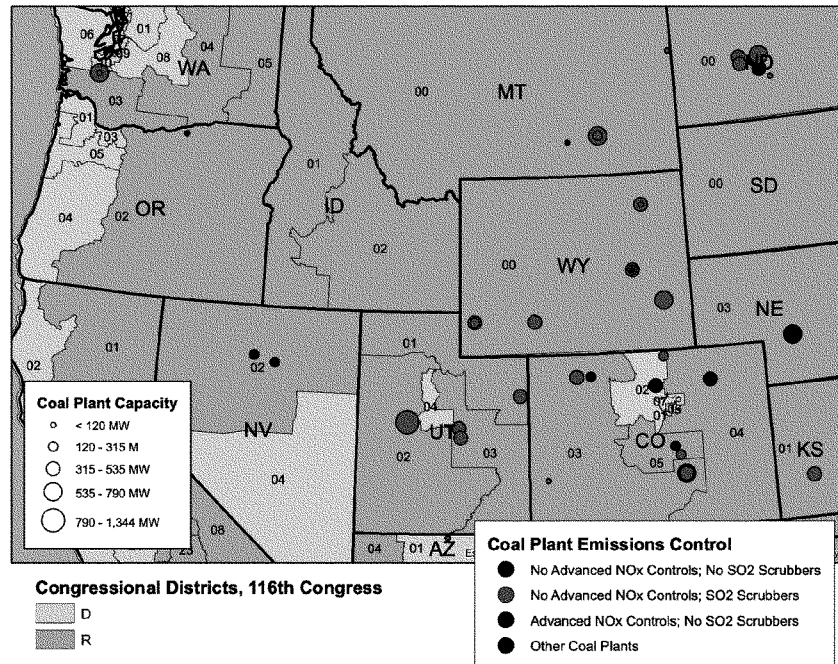 06
01
09
08
04
WA
05
03
00
MT
00
ND
01
03
05
04
02
OR
01
ID
02
00
SD
00
WY
03
NE
02
01
02
NV
04
08
01
04
UT
02
03
02
07
01
CO
03
05
04
01
KS
04
01
AZ
Coal Plant Capacity
< 120 MW
120 - 315 M
315 - 535 MW
535 - 790 MW
790 - 1,344 MW
Coal Plant Emissions Control
No Advanced NOx Controls; No SO2 Scrubbers
No Advanced NOx Controls; SO2 Scrubbers
Advanced NOx Controls; No SO2 Scrubbers
Other Coal Plants
Congressional Districts, 116th Congress
D
R